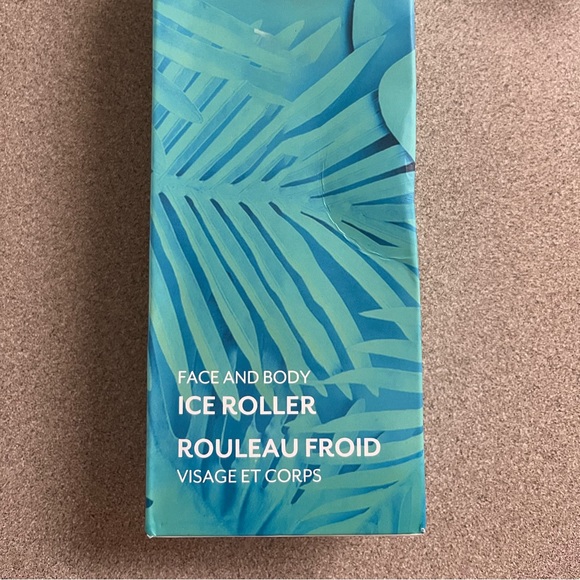 FACE AND BODY
ICE ROLLER
ROULEAU FROID
VISAGE ET CORPS